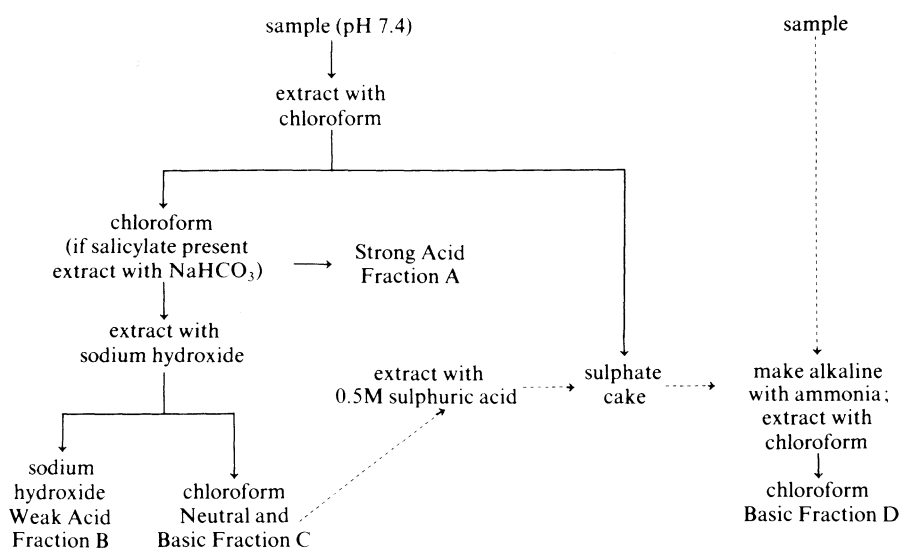 sample (pH 7.4)
sample
extract with
chloroform
chloroform
(if salicylate present
extract with NaHCO₃)
Strong Acid
Fraction A
extract with
sodium hydroxide
extract with
0.5M sulphuric acid
sulphate
cake
make alkaline
with ammonia;
extract with
chloroform
sodium
hydroxide
Weak Acid
Fraction B
chloroform
Neutral and
Basic Fraction C
chloroform
Basic Fraction D